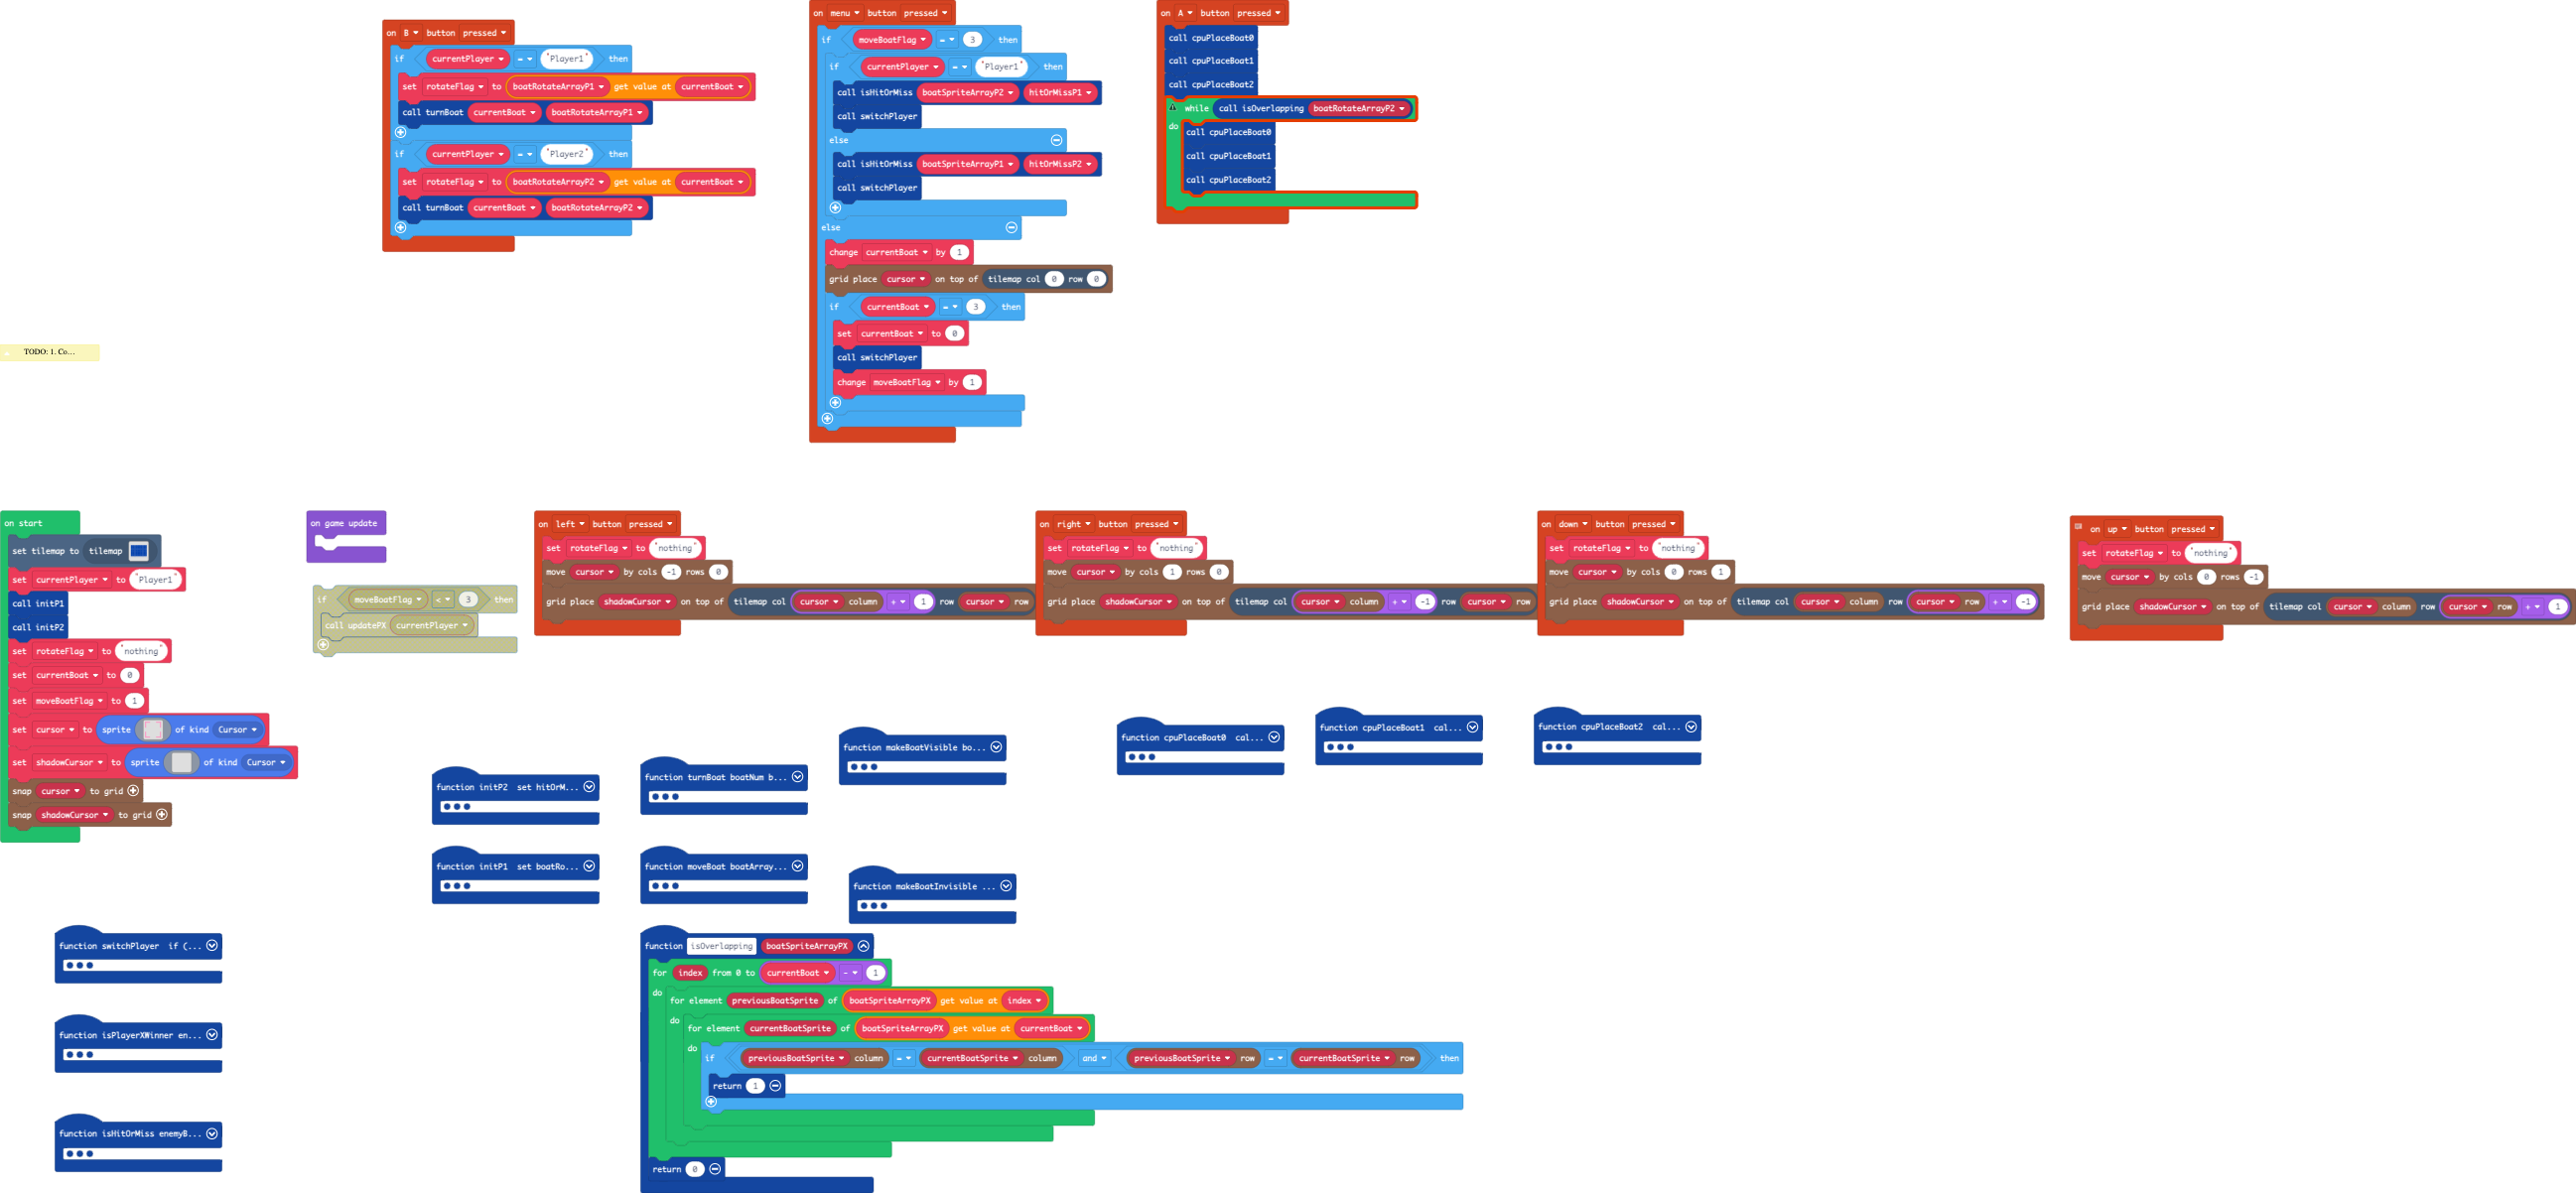 on B button pressed
if currentPlayer = "Player1" then
set rotateFlag to boatRotateArrayP1 get value at currentBoat
call turnBoat currentBoat boatRotateArrayP1
if currentPlayer = "Player2" then
set rotateFlag to boatRotateArrayP2 get value at currentBoat
call turnBoat currentBoat boatRotateArrayP2
on menu button pressed
if moveBoatFlag = 3 then
if currentPlayer = "Player1" then
call isHitOrMiss boatSpriteArrayP2 hitOrMissP1
call switchPlayer
else
call isHitOrMiss boatSpriteArrayP1 hitOrMissP2
call switchPlayer
else
change currentBoat by 1
grid place cursor on top of tilemap col 0 row 0
if currentBoat = 3 then
set currentBoat to 0
call switchPlayer
change moveBoatFlag by 1
on A button pressed
call cpuPlaceBoat0
call cpuPlaceBoat1
call cpuPlaceBoat2
while call isOverlapping boatRotateArrayP2
do
call cpuPlaceBoat0
call cpuPlaceBoat1
call cpuPlaceBoat2
TODO: 1. Co...
on start
set tilemap to tilemap
set currentPlayer to "Player1"
call initP1
call initP2
set rotateFlag to "nothing"
set currentBoat to 0
set moveBoatFlag to 1
set cursor to sprite of kind Cursor
set shadowCursor to sprite of kind Cursor
snap cursor to grid
snap shadowCursor to grid
on game update
if moveBoatFlag < 3 then
call updatePX currentPlayer
on left button pressed
set rotateFlag to "nothing"
move cursor by cols -1 rows 0
grid place shadowCursor on top of tilemap col cursor column + 1 row cursor row
on right button pressed
set rotateFlag to "nothing"
move cursor by cols 1 rows 0
grid place shadowCursor on top of tilemap col cursor column + -1 row cursor row
on down button pressed
set rotateFlag to "nothing"
move cursor by cols 0 rows 1
grid place shadowCursor on top of tilemap col cursor column row cursor row + -1
on up button pressed
set rotateFlag to "nothing"
move cursor by cols 0 rows -1
grid place shadowCursor on top of tilemap col cursor column row cursor row + 1
function makeBoatVisible bo...
function cpuPlaceBoat0 cal...
function cpuPlaceBoat1 cal...
function cpuPlaceBoat2 cal...
function initP2 set hitOrM...
function turnBoat boatNum b...
function initP1 set boatRo...
function moveBoat boatArray...
function makeBoatInvisible ...
function switchPlayer if (...
function isPlayerXWinner en...
function isHitOrMiss enemyB...
function isOverlapping boatSpriteArrayPX
for index from 0 to currentBoat - 1
do
for element previousBoatSprite of boatSpriteArrayPX get value at index
do
for element currentBoatSprite of boatSpriteArrayPX get value at currentBoat
do
if previousBoatSprite column = currentBoatSprite column and previousBoatSprite row = currentBoatSprite row then
return 1
return 0